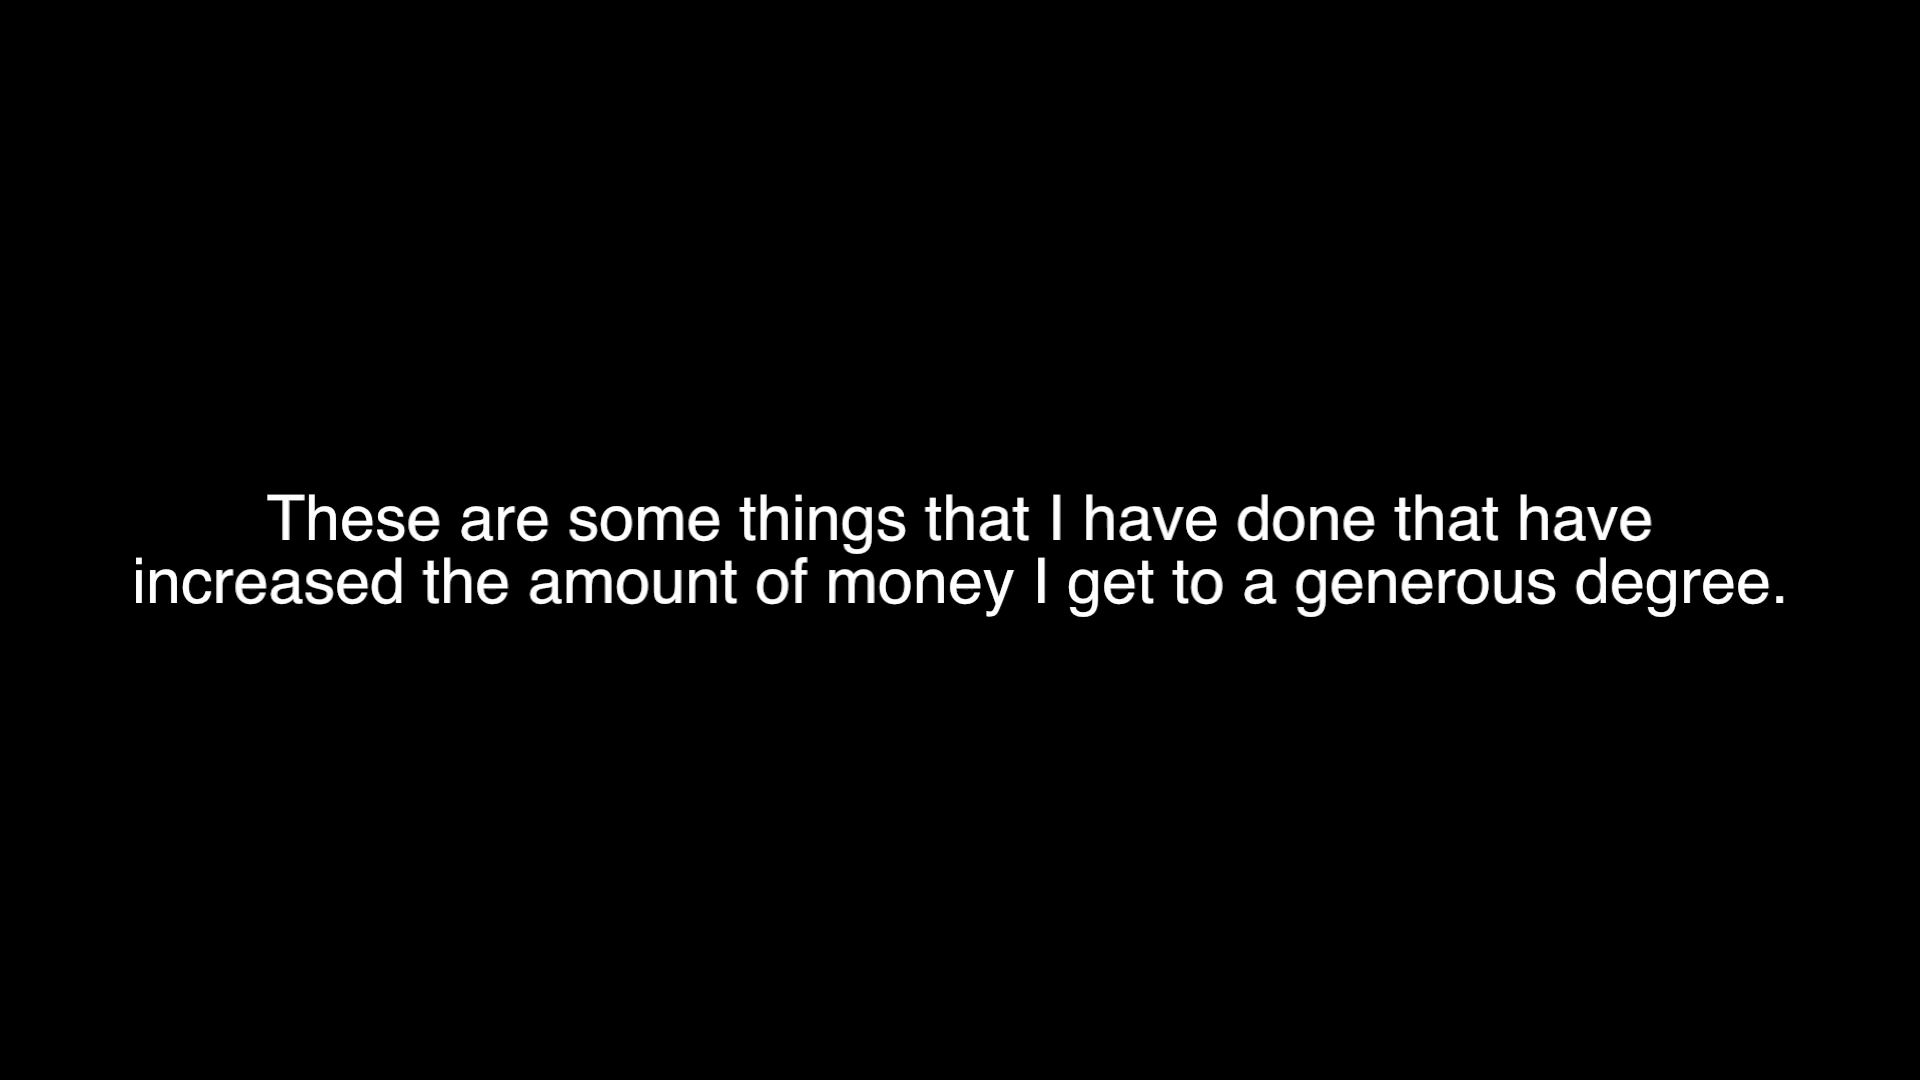 These are some things that I have done that have
increased the amount of money I get to a generous degree.